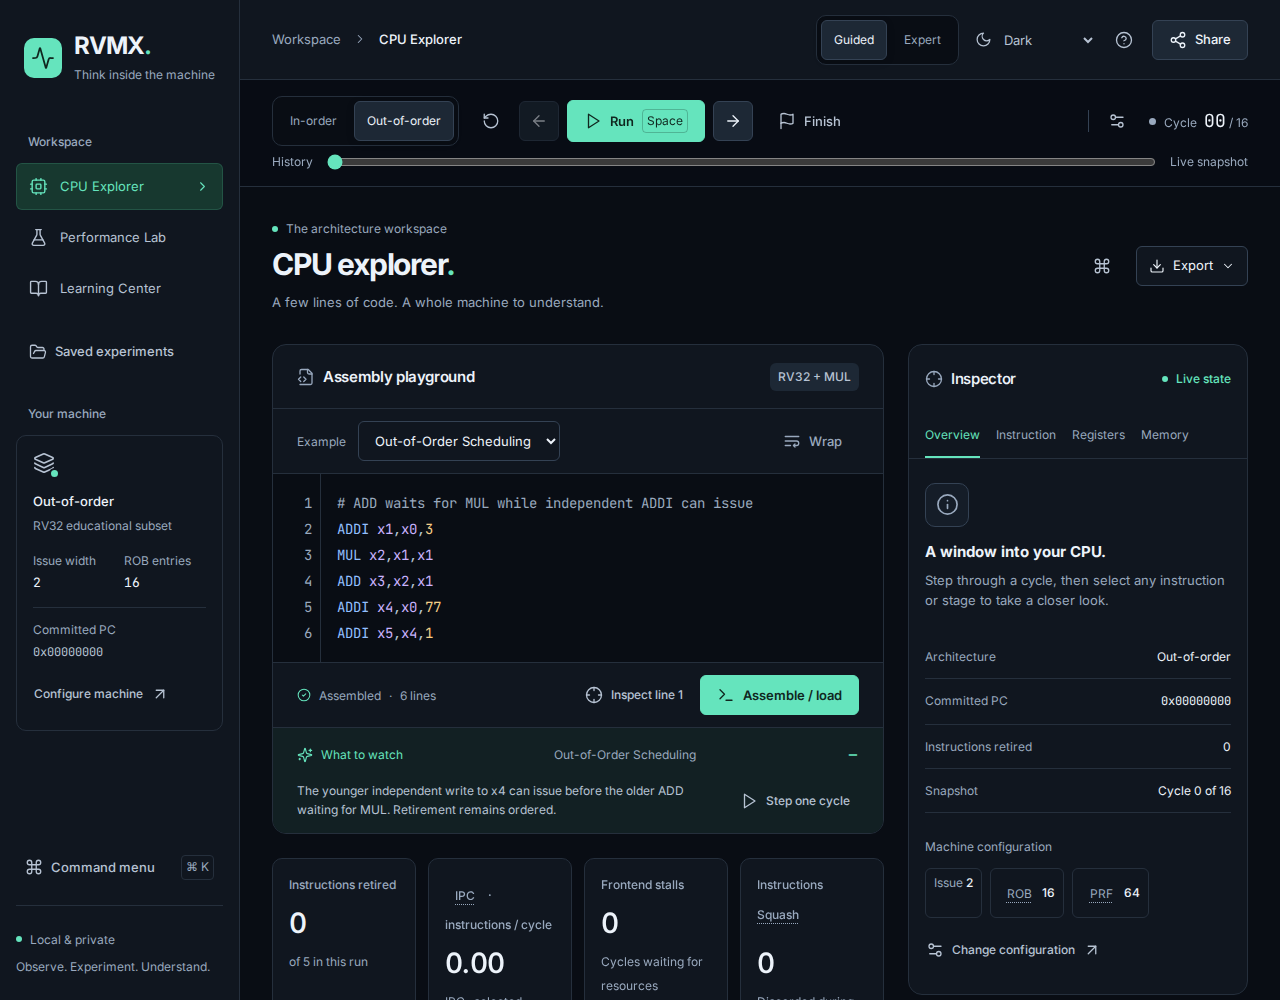 RVMX.
Think inside the machine
Workspace
CPU Explorer
Performance Lab
Learning Center
Saved experiments
Your machine
Out-of-order
RV32 educational subset
Issue width
2
ROB entries
16
Committed PC
0x00000000
Configure machine
Command menu
⌘ K
Local & private
Observe. Experiment. Understand.
Workspace > CPU Explorer
Guided
Expert
Dark
Share
In-order
Out-of-order
Run Space
Finish
Cycle 00 / 16
History
Live snapshot
The architecture workspace
CPU explorer.
A few lines of code. A whole machine to understand.
Export
Assembly playground
RV32 + MUL
Example
Out-of-Order Scheduling
Wrap
1 # ADD waits for MUL while independent ADDI can issue
2 ADDI x1,x0,3
3 MUL x2,x1,x1
4 ADD x3,x2,x1
5 ADDI x4,x0,77
6 ADDI x5,x4,1
Assembled · 6 lines
Inspect line 1
Assemble / load
What to watch
Out-of-Order Scheduling
The younger independent write to x4 can issue before the older ADD
waiting for MUL. Retirement remains ordered.
Step one cycle
Instructions retired
0
of 5 in this run
IPC ·
instructions / cycle
0.00
Frontend stalls
0
Cycles waiting for
resources
Instructions
Squash
0
Inspector
Live state
Overview
Instruction
Registers
Memory
A window into your CPU.
Step through a cycle, then select any instruction
or stage to take a closer look.
Architecture
Out-of-order
Committed PC
0x00000000
Instructions retired
0
Snapshot
Cycle 0 of 16
Machine configuration
Issue 2
ROB 16
PRF 64
Change configuration